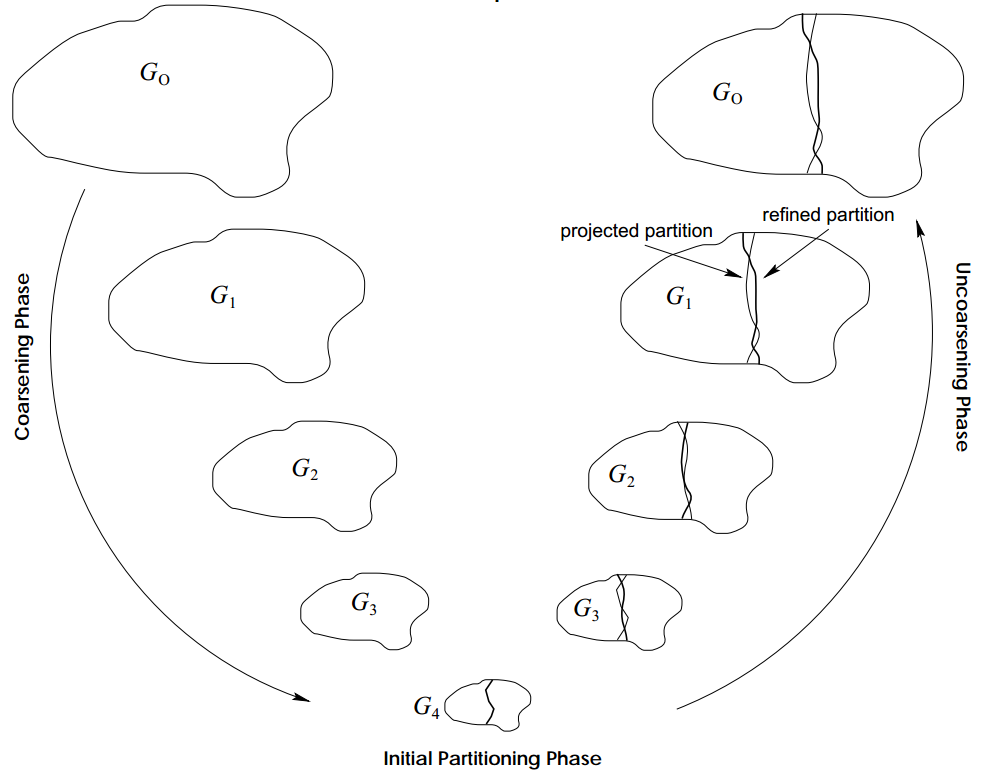 G₀
G₀
projected partition
refined partition
G₁
G₁
Coarsening Phase
Uncoarsening Phase
G₂
G₂
G₃
G₃
G₄
Initial Partitioning Phase